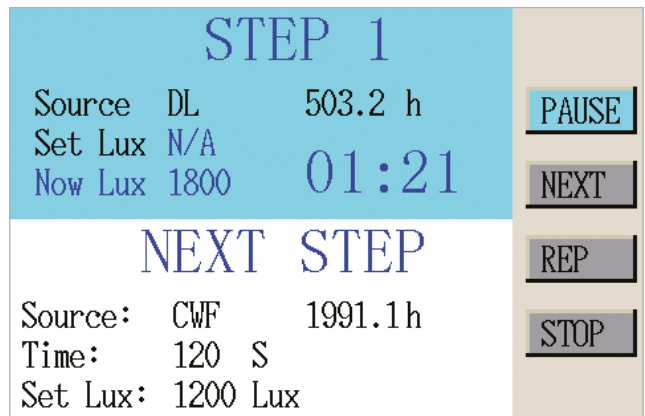 STEP 1
Source DL 503.2 h
Set Lux N/A
Now Lux 1800 01:21
NEXT STEP
Source: CWF 1991.1h
Time: 120 S
Set Lux: 1200 Lux
PAUSE
NEXT
REP
STOP